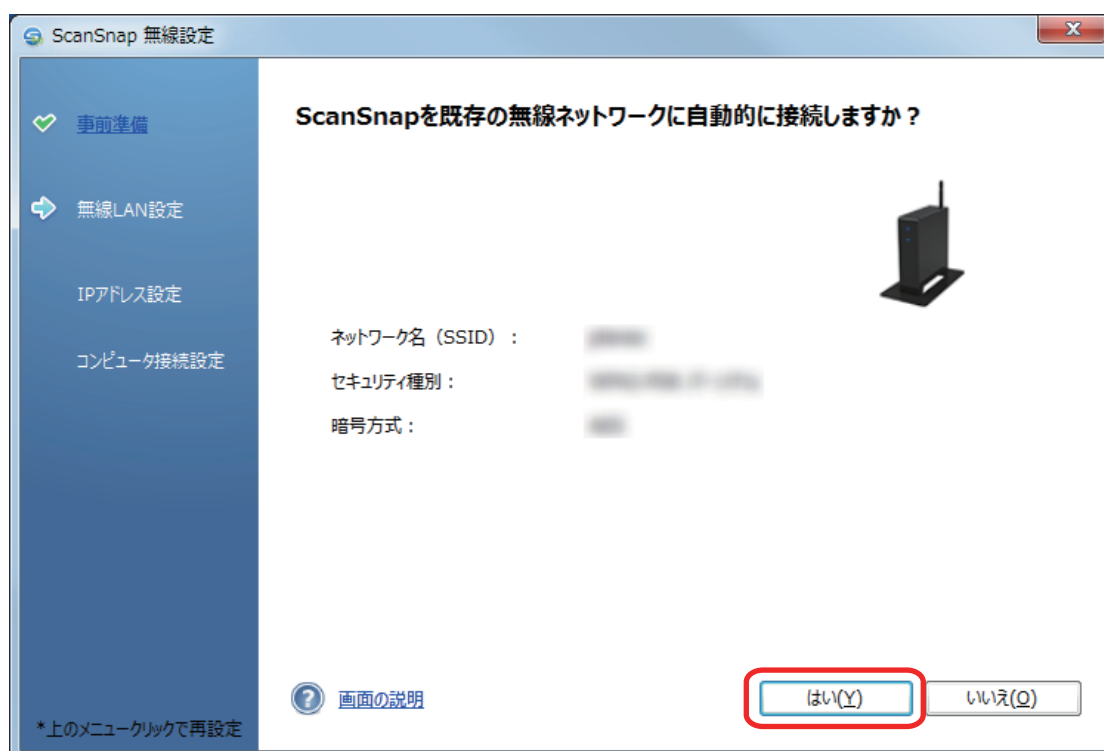 ScanSnap 無線設定
事前準備
無線LAN設定
IPアドレス設定
コンピュータ接続設定
*上のメニュークリックで再設定
ScanSnapを既存の無線ネットワークに自動的に接続しますか？
ネットワーク名（SSID）：
セキュリティ種別：
暗号方式：
画面の説明
はい(Y)
いいえ(O)